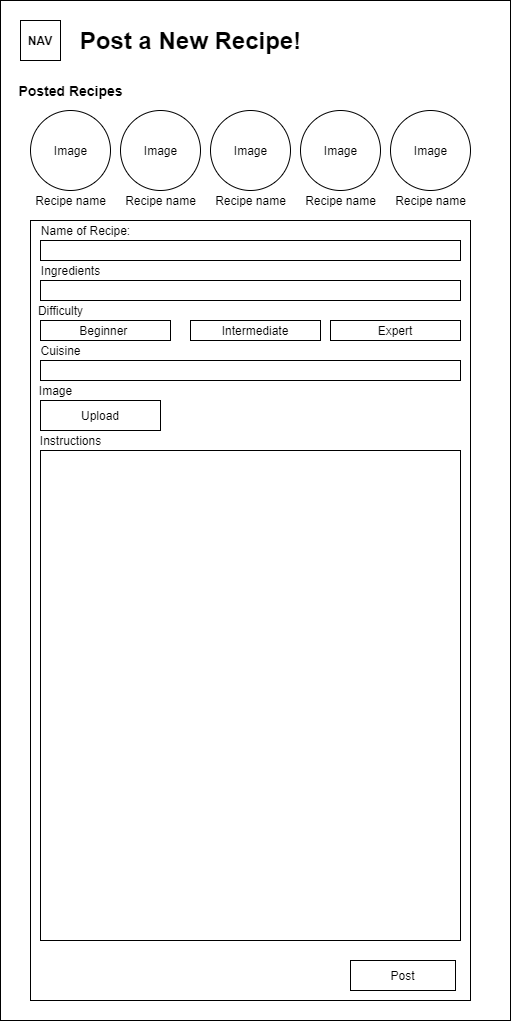 NAV
Post a New Recipe!
Posted Recipes
Image Image Image Image Image
Recipe name Recipe name Recipe name Recipe name Recipe name
Name of Recipe:
Ingredients
Difficulty
Beginner Intermediate Expert
Cuisine
Image
Upload
Instructions
Post